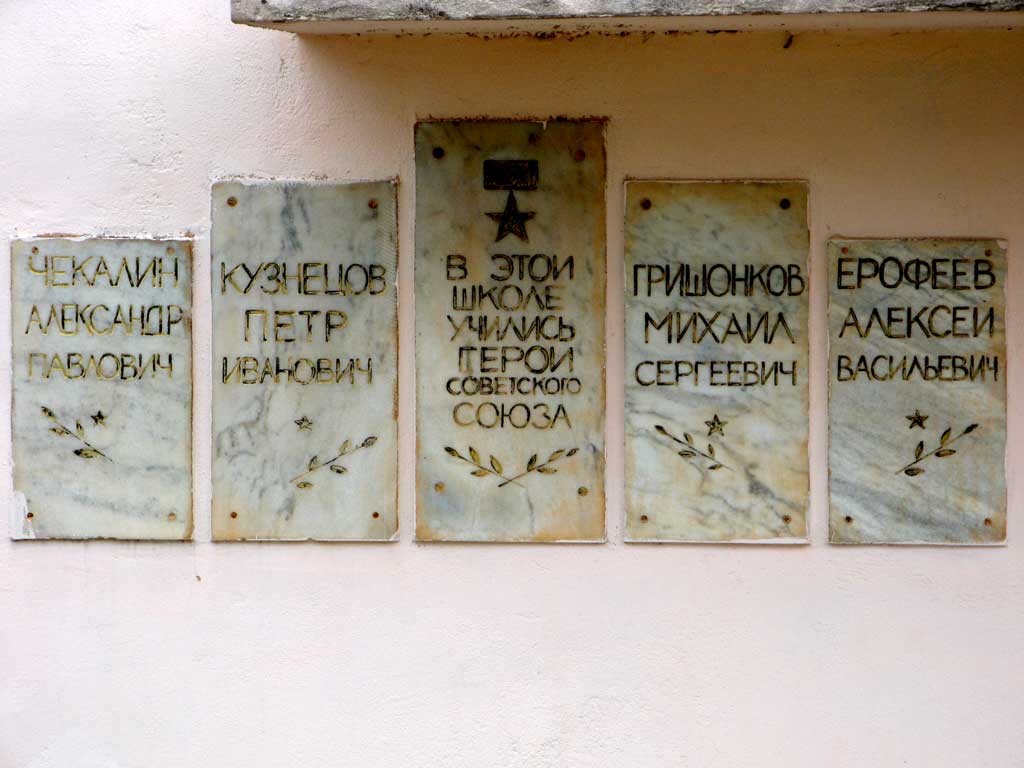 ЧЕКАЛИН
АЛЕКСАНДР
ПАВЛОВИЧ
КУЗНЕЦОВ
ПЕТР
ИВАНОВИЧ
В ЭТОЙ
ШКОЛЕ
УЧИЛИСЬ
ГЕРОИ
СОВЕТСКОГО
СОЮЗА
ГРИШОНКОВ
МИХАИЛ
СЕРГЕЕВИЧ
ЕРОФЕЕВ
АЛЕКСЕЙ
ВАСИЛЬЕВИЧ